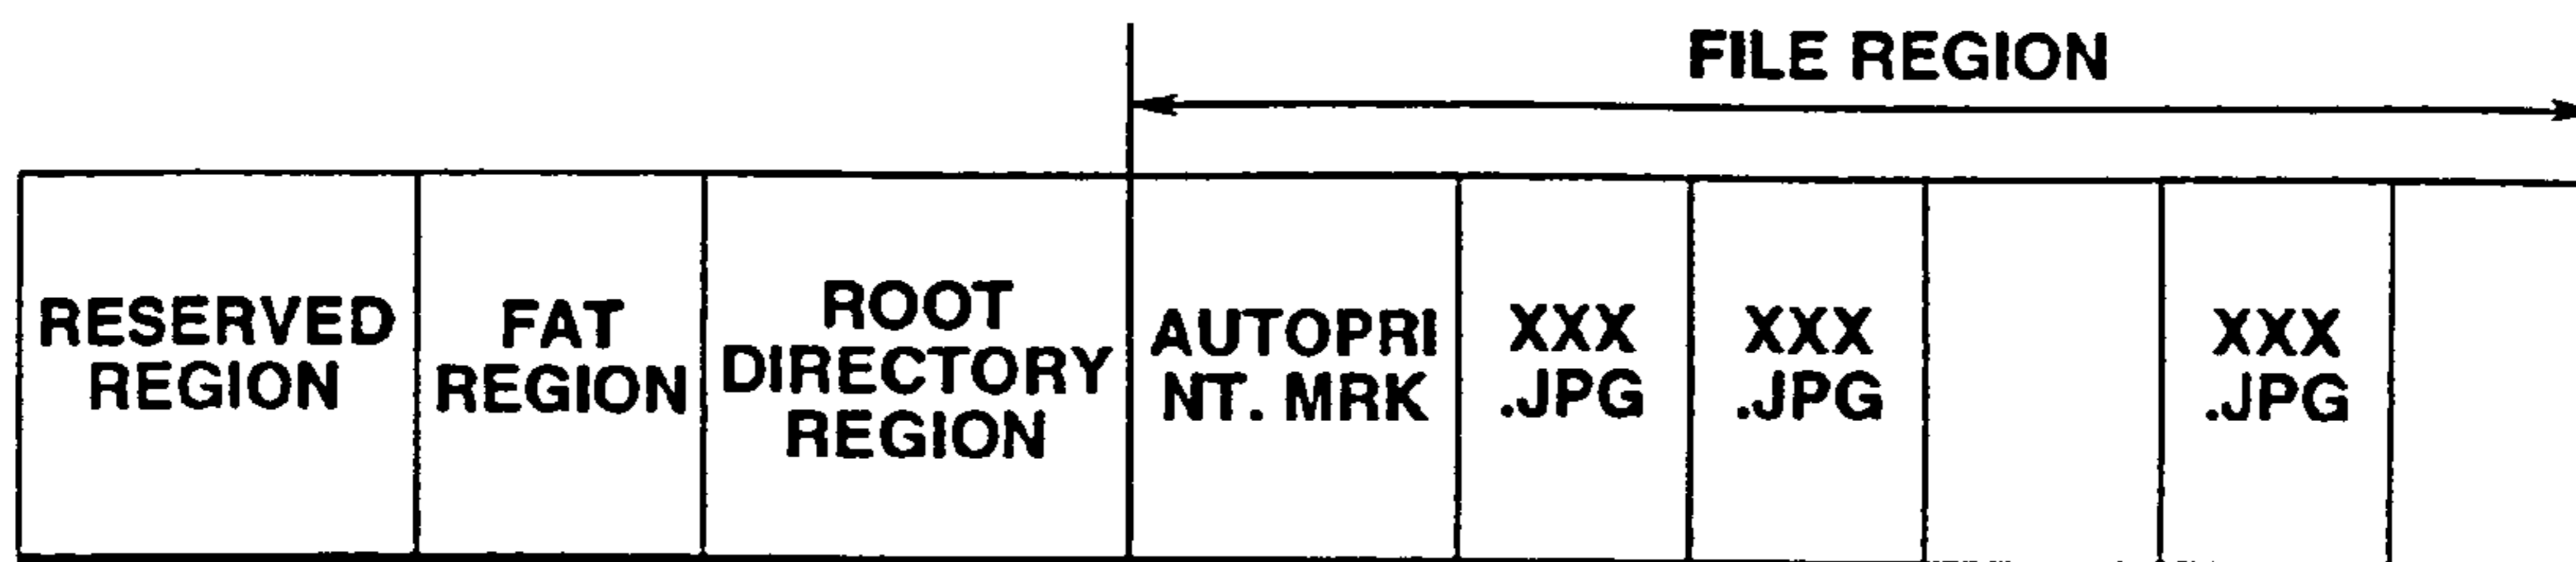 FILE REGION
RESERVED
REGION
FAT
REGION
ROOT
DIRECTORY
REGION
AUTOPRI
NT. MRK
XXX
.JPG
XXX
.JPG
XXX
.JPG